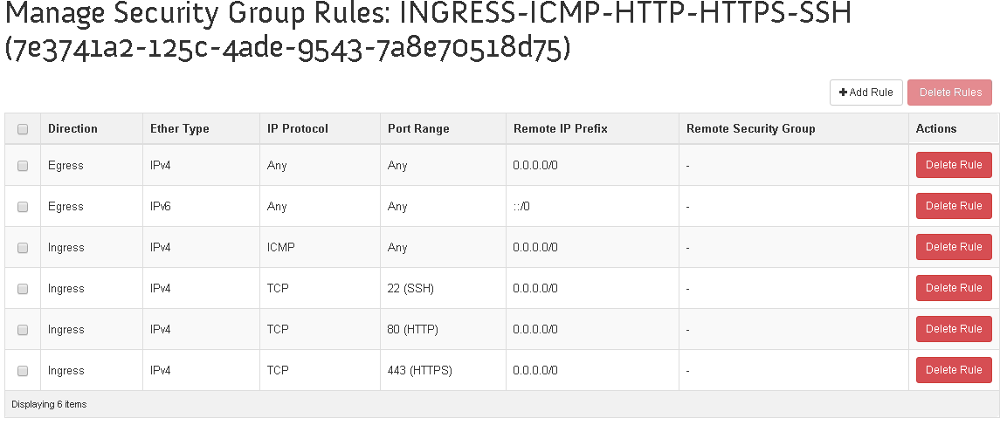 Manage Security Group Rules: INGRESS-ICMP-HTTP-HTTPS-SSH
(7e3741a2-125c-4ade-9543-7a8e70518d75)
+ Add Rule Delete Rules
Direction Ether Type IP Protocol Port Range Remote IP Prefix Remote Security Group Actions
Egress IPv4 Any Any 0.0.0.0/0 - Delete Rule
Egress IPv6 Any Any ::/0 - Delete Rule
Ingress IPv4 ICMP Any 0.0.0.0/0 - Delete Rule
Ingress IPv4 TCP 22 (SSH) 0.0.0.0/0 - Delete Rule
Ingress IPv4 TCP 80 (HTTP) 0.0.0.0/0 - Delete Rule
Ingress IPv4 TCP 443 (HTTPS) 0.0.0.0/0 - Delete Rule
Displaying 6 items